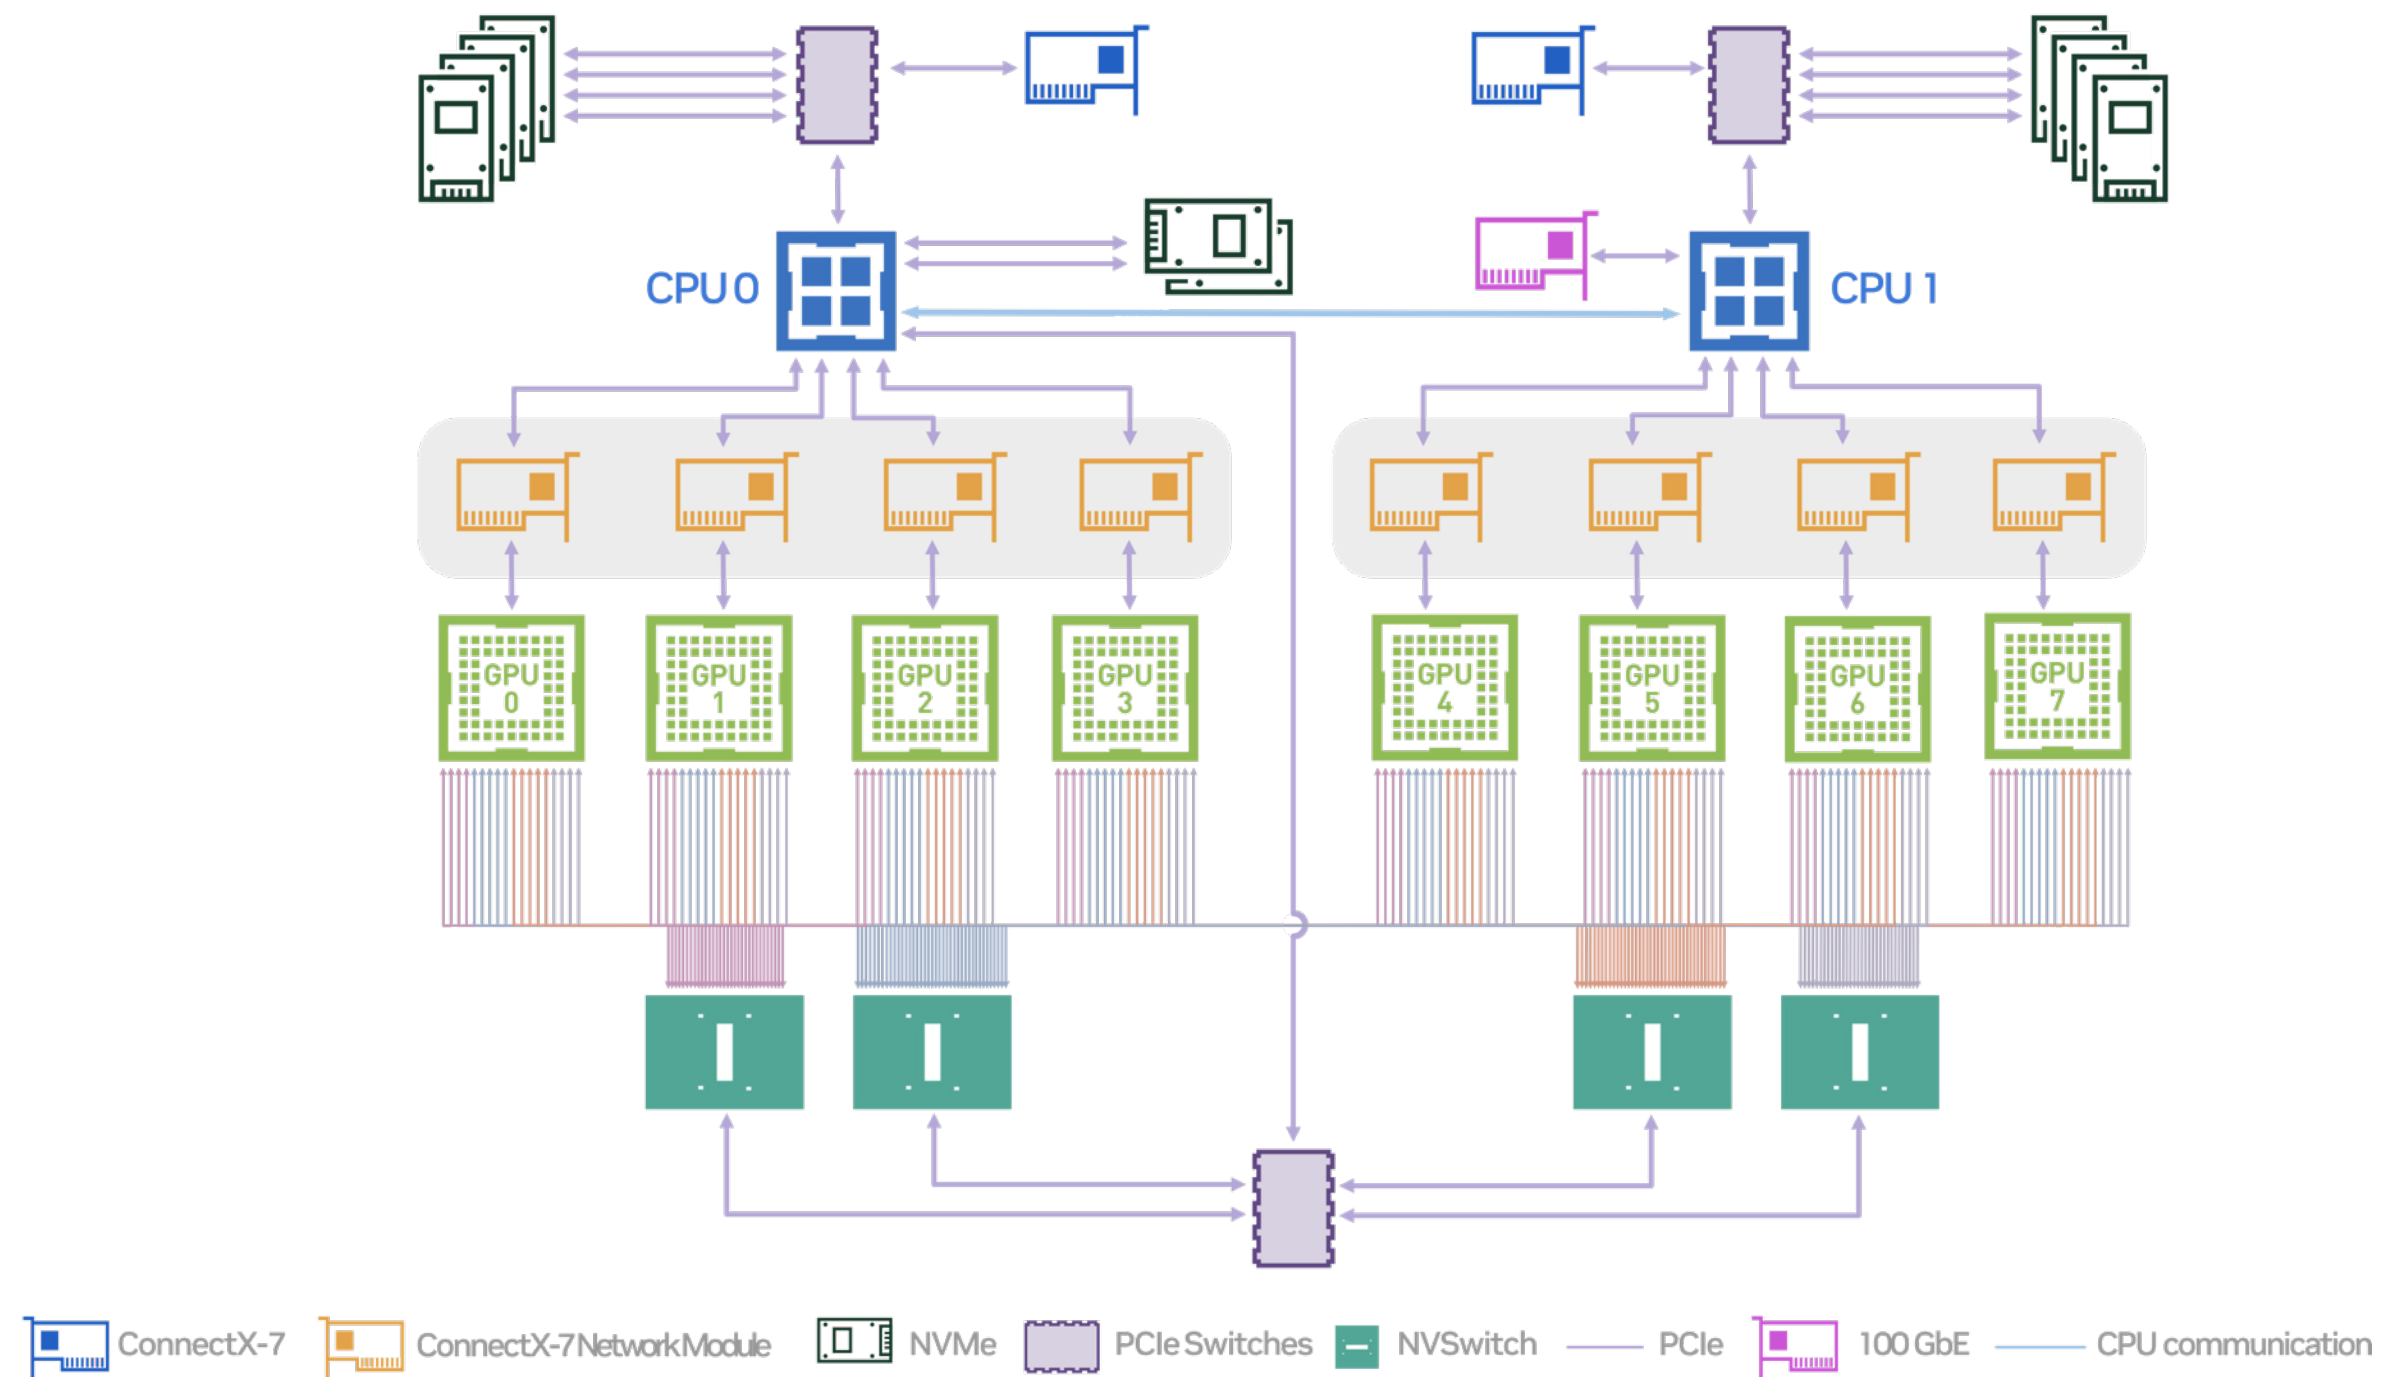 CPU 0
CPU 1
GPU
0
GPU
1
GPU
2
GPU
3
GPU
4
GPU
5
GPU
6
GPU
7
ConnectX-7
ConnectX-7 Network Module
NVMe
PCIe Switches
NVSwitch
PCIe
100 GbE
CPU communication